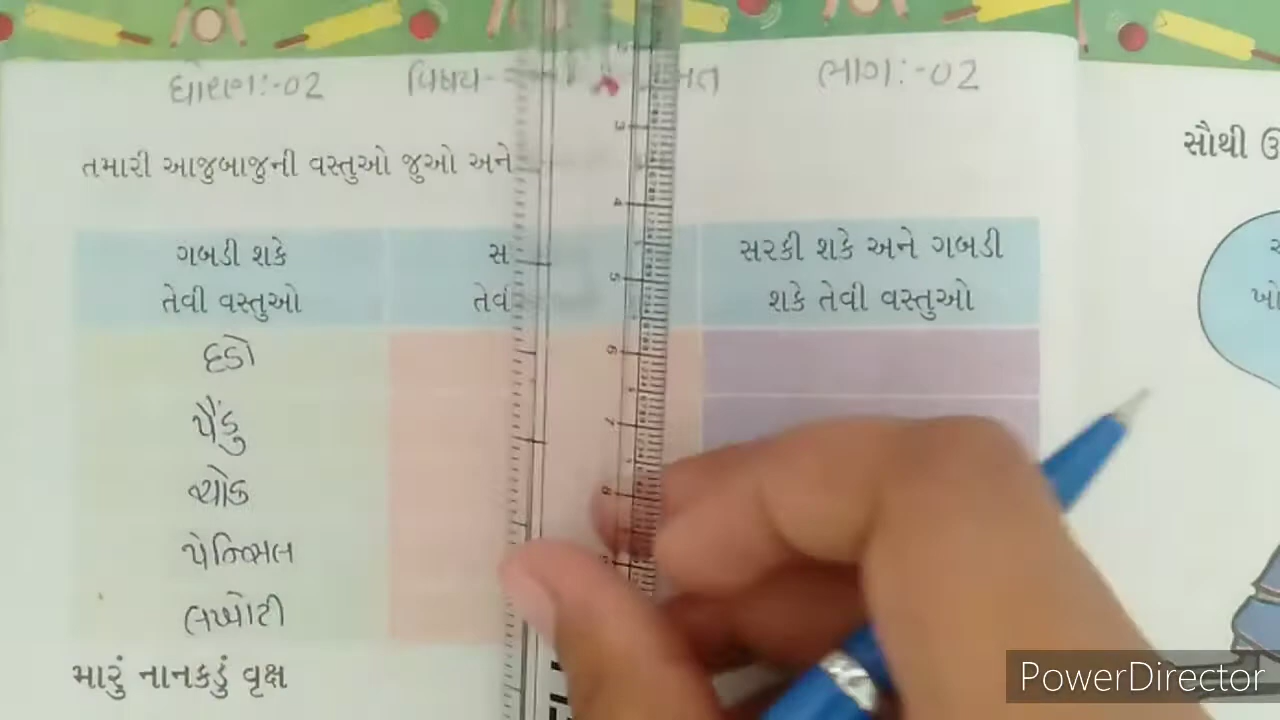 ધોરણ:-02 વિષય- ભાગ:-02
તમારી આજુબાજુની વસ્તુઓ જુઓ અને
સૌથી
ગબડી શકે
તેવી વસ્તુઓ
સરકી શકે અને ગબડી
શકે તેવી વસ્તુઓ
દડો
પૈડું
ચોક
પેન્સિલ
લખોટી
મારું નાનકડું વૃક્ષ
PowerDirector